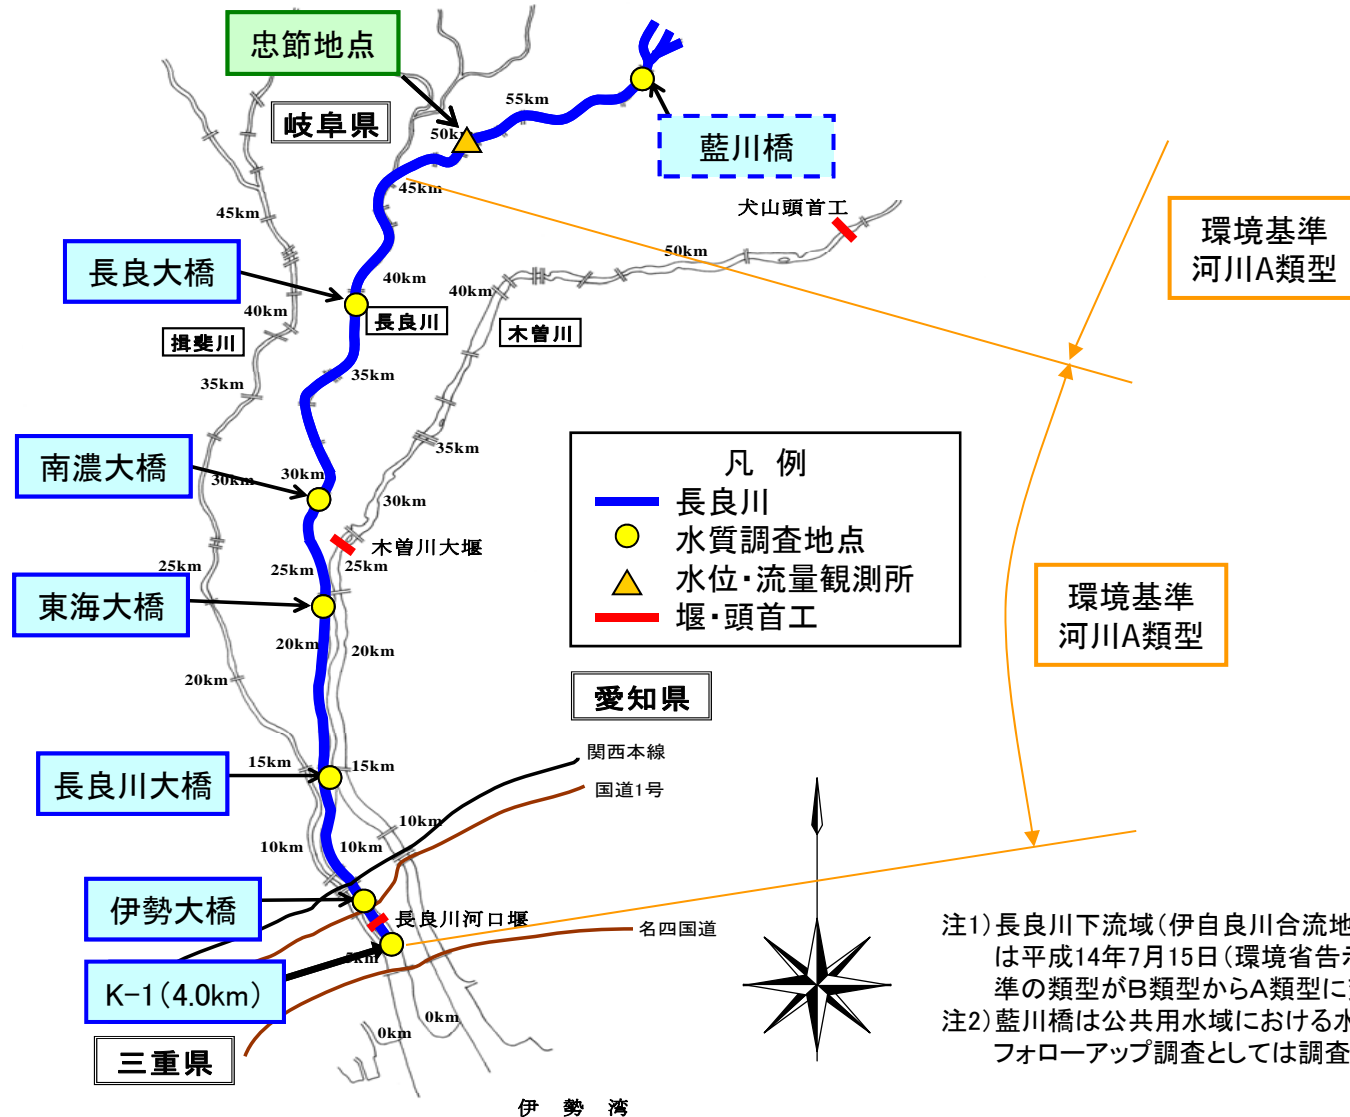 忠節地点
岐阜県
55km
50km
藍川橋
45km
犬山頭首工
45km
50km
環境基準
河川A類型
長良大橋
40km
40km
40km
長良川
木曽川
揖斐川
35km
35km
35km
凡 例
長良川
水質調査地点
水位・流量観測所
堰・頭首工
南濃大橋
30km
30km
30km
木曽川大堰
25km
25km
25km
東海大橋
環境基準
河川A類型
20km
20km
20km
愛知県
関西本線
15km
15km
長良川大橋
国道1号
10km
10km
10km
伊勢大橋
長良川河口堰
名四国道
5km
K-1(4.0km)
0km
0km
三重県
伊 勢 湾
注1)長良川下流域(伊自良川合流地
は平成14年7月15日(環境省告
準の類型がB類型からA類型に
注2)藍川橋は公共用水域における水
フォローアップ調査としては調査